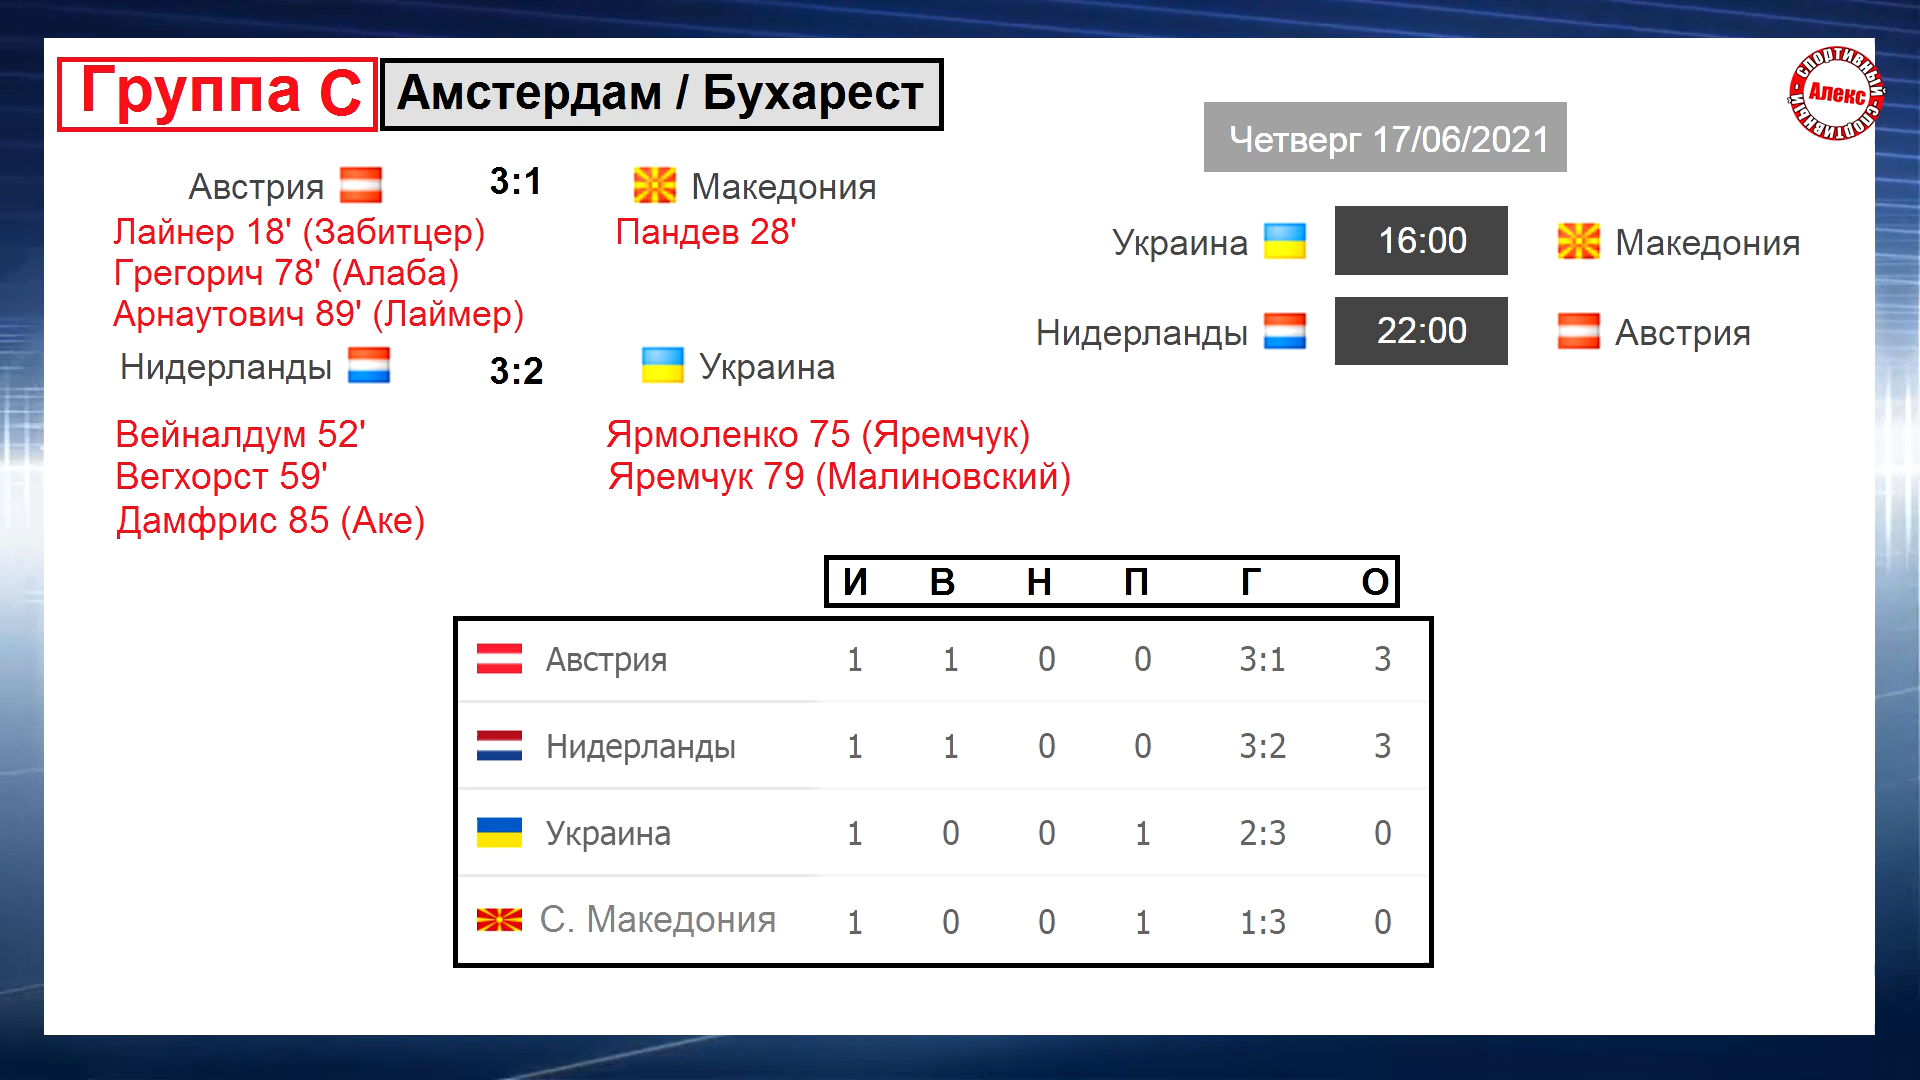 Группа С
Амстердам / Бухарест
СПОРТИВНЫЙ СПОРТИВНЫЙ
Алекс
Четверг 17/06/2021
Австрия 3:1 Македония
Лайнер 18' (Забитцер) Пандев 28'
Грегорич 78' (Алаба)
Арнаутович 89' (Лаймер)
Нидерланды 3:2 Украина
Вейналдум 52' Ярмоленко 75 (Яремчук)
Вегхорст 59' Яремчук 79 (Малиновский)
Дамфрис 85 (Аке)
Украина 16:00 Македония
Нидерланды 22:00 Австрия
И В Н П Г О
Австрия 1 1 0 0 3:1 3
Нидерланды 1 1 0 0 3:2 3
Украина 1 0 0 1 2:3 0
С. Македония 1 0 0 1 1:3 0